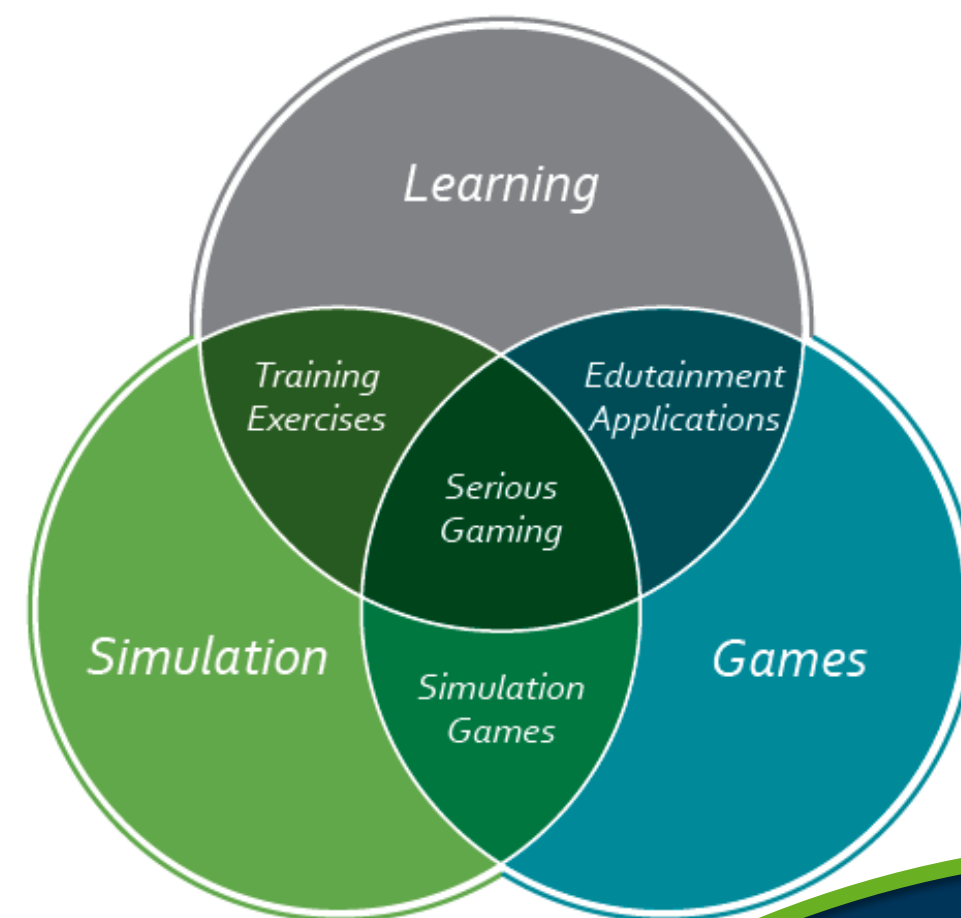 Learning
Training
Exercises
Edutainment
Applications
Serious
Gaming
Simulation
Games
Simulation
Games